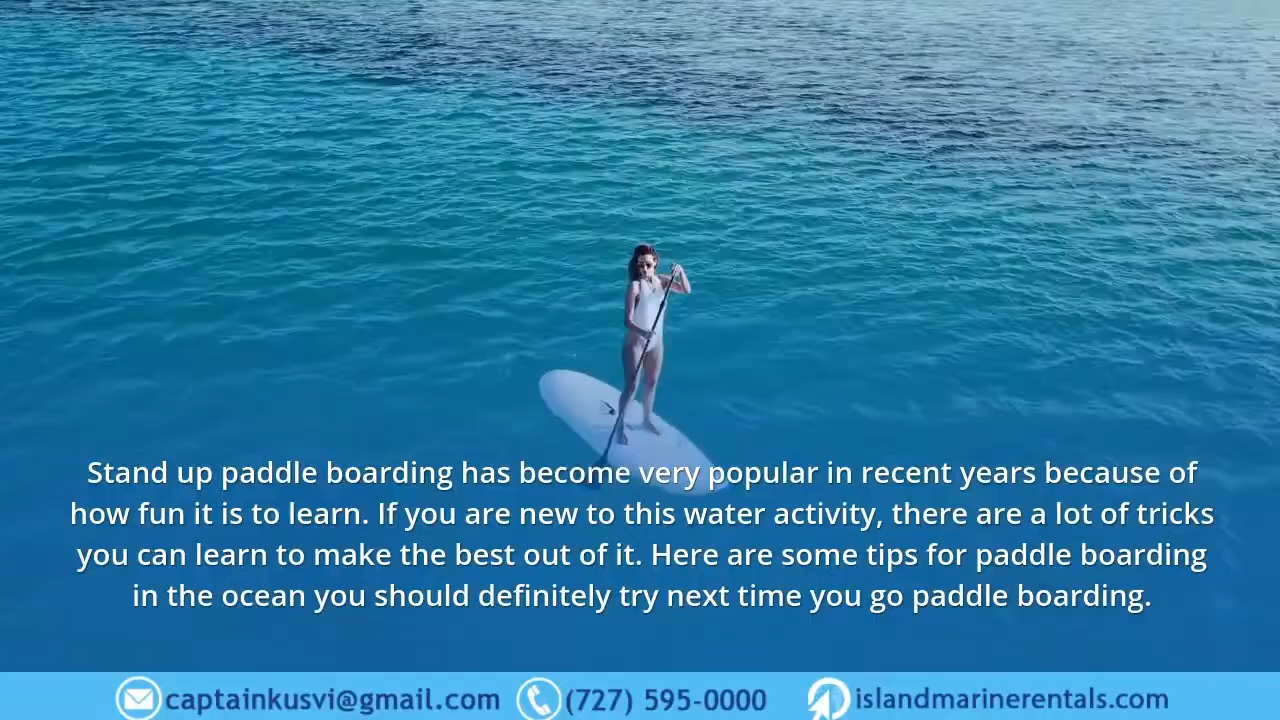 Stand up paddle boarding has become very popular in recent years because of
how fun it is to learn. If you are new to this water activity, there are a lot of tricks
you can learn to make the best out of it. Here are some tips for paddle boarding
in the ocean you should definitely try next time you go paddle boarding.
captainkusvi@gmail.com (727) 595-0000 islandmarinerentals.com